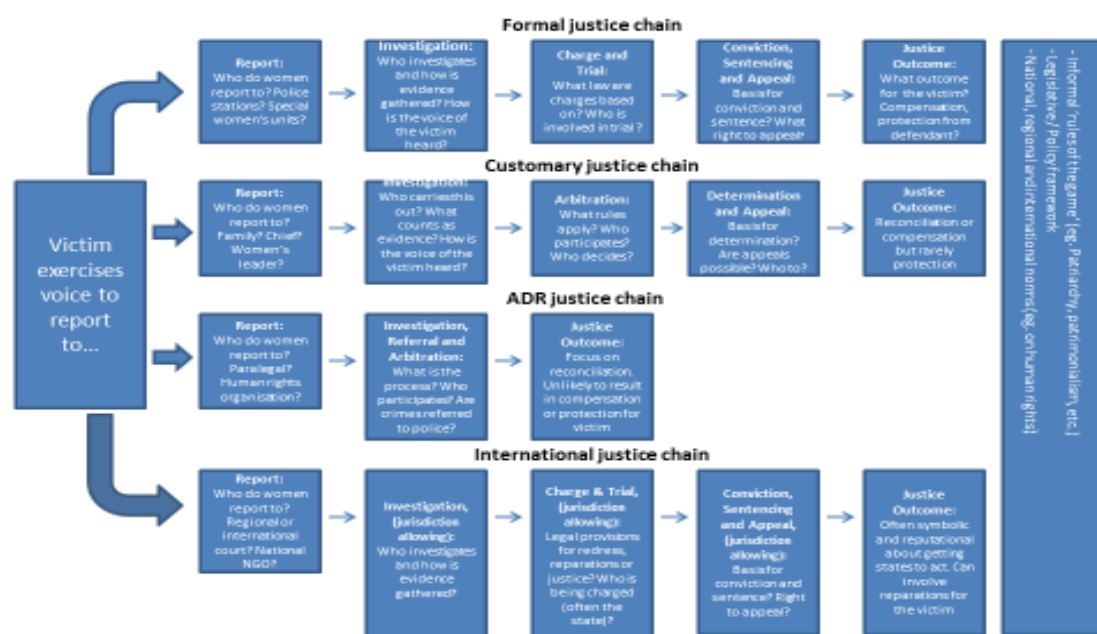 Formal justice chain
Report:
Who do women
report to? Police
stations? Special
women's units?
Investigation:
Who investigates
and how is
evidence
gathered? How
is the voice of
the victim
heard?
Charge and
Trial:
What law are
charges based
on? Who is
involved in trial?
Conviction,
Sentencing
and Appeal:
Basis for
conviction and
sentence? What
right to appeal?
Justice
Outcome:
What outcome
for the victim?
Compensation,
protection from
defendant?
Customary justice chain
Victim
exercises
voice to
report
to...
Report:
Who do women
report to?
Family? Chief?
Women's
leader?
Investigation:
Who carries this
out? What
counts as
evidence? How is
the voice of the
victim heard?
Arbitration:
What rules
apply? Who
participates?
Who decides?
Determination
and Appeal:
Basis for
determination?
Are appeals
possible? Who to?
Justice
Outcome:
Reconciliation or
compensation
but rarely
protection
ADR justice chain
Report:
Who do women
report to?
Paralegal?
Human rights
organisation?
Investigation,
Referral and
Arbitration:
What is the
process? Who
participates? Are
crimes referred
to police?
Justice
Outcome:
Focus on
reconciliation.
Unlikely to result
in compensation
or protection for
victim
International justice chain
Report:
Who do women
report to?
Regional or
international
court? National
NGO?
Investigation,
(jurisdiction
allowing):
Who investigates
and how is
evidence
gathered?
Charge & Trial,
(jurisdiction
allowing):
Legal provisions
for redress,
reparations or
justice? Who is
being charged
(often the
state)?
Conviction,
Sentencing
and Appeal,
(jurisdiction
allowing):
Basis for
conviction and
sentence? Right
to appeal?
Justice
Outcome:
Often symbolic
and reputational
about getting
states to act. Can
involve
reparations for
the victim
- Informal 'rules of the game' (eg. Patriarchy, patrimonialism, etc.)
- Legislative/ Policy framework
- National, regional and international norms (eg. on human rights)